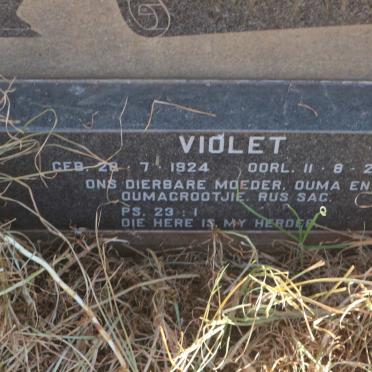 VIOLET
GEB. 7 1924 OORL. 11-8-2
ONS DIERBARE MOEDER, OUMA EN
OUMAGROOTJIE. RUS SAG.
PS. 23:1
DIE HERE IS MY HERDER